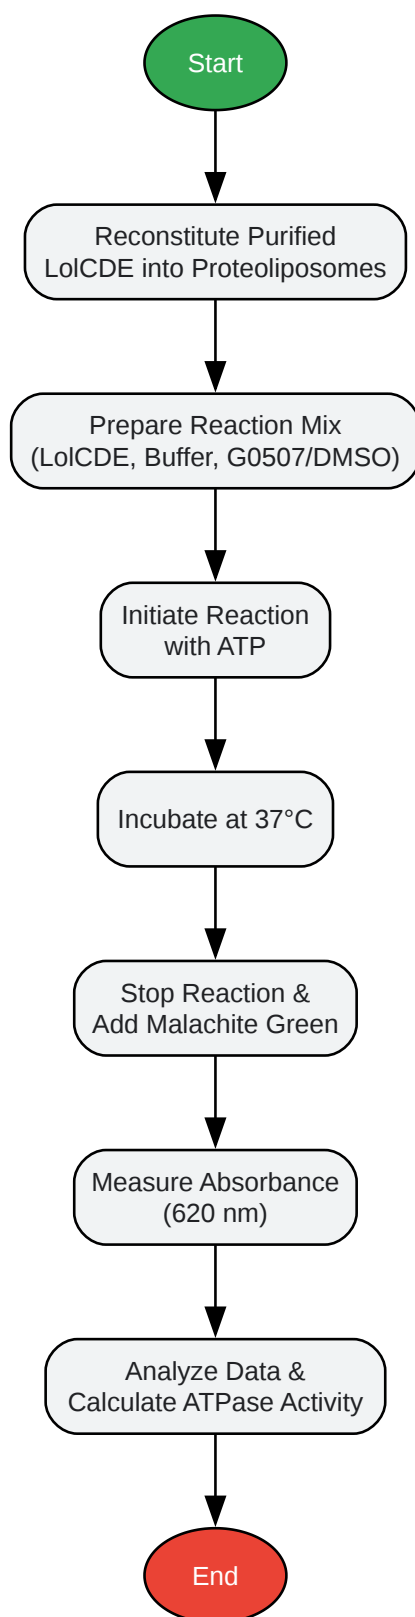 Start
Reconstitute Purified
LolCDE into Proteoliposomes
Prepare Reaction Mix
(LolCDE, Buffer, G0507/DMSO)
Initiate Reaction
with ATP
Incubate at 37°C
Stop Reaction &
Add Malachite Green
Measure Absorbance
(620 nm)
Analyze Data &
Calculate ATPase Activity
End